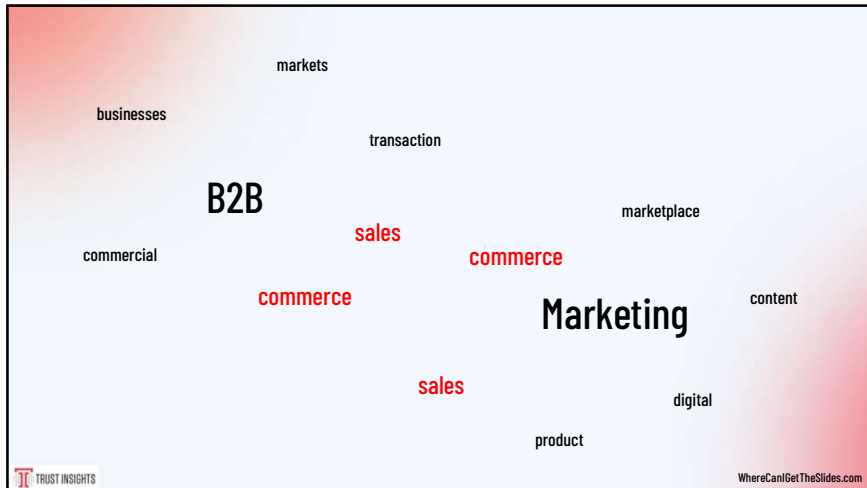 markets
businesses
transaction
B2B
marketplace
sales
commercial
commerce
commerce
content
Marketing
sales
digital
product
TRUST INSIGHTS
WhereCanIGetTheSlides.com